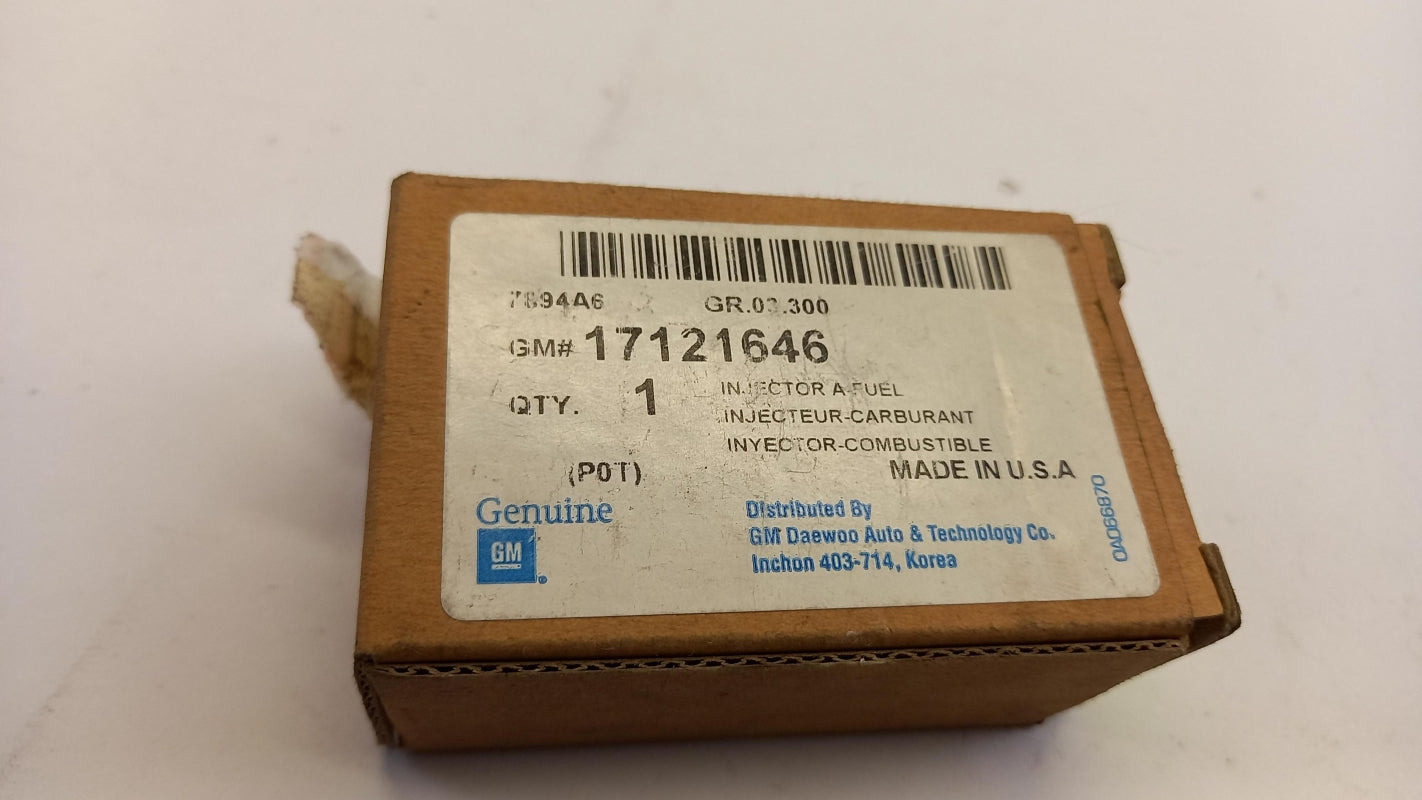 7894A6 GR.03.300
GM# 17121646
QTY. 1
INJECTOR A-FUEL
INJECTEUR-CARBURANT
INYECTOR-COMBUSTIBLE
(P0T) MADE IN U.S.A
Genuine
GM
Distributed By
GM Daewoo Auto & Technology Co.
Inchon 403-714, Korea
0AD66870